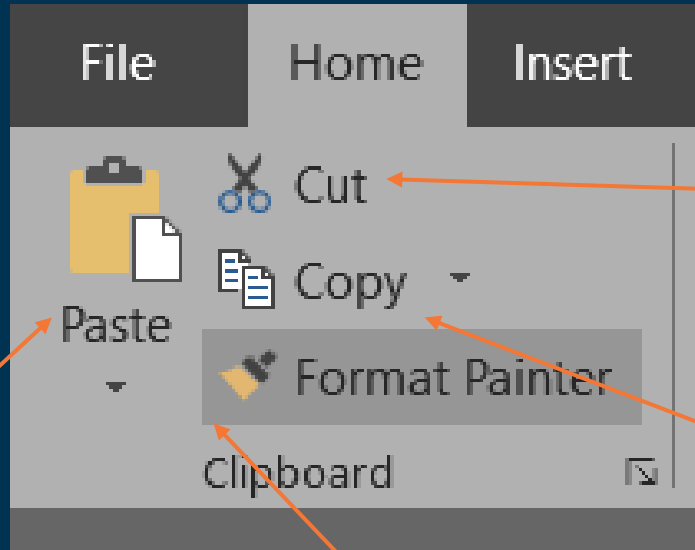 File Home Insert
Cut
Copy
Paste
Format Painter
Clipboard